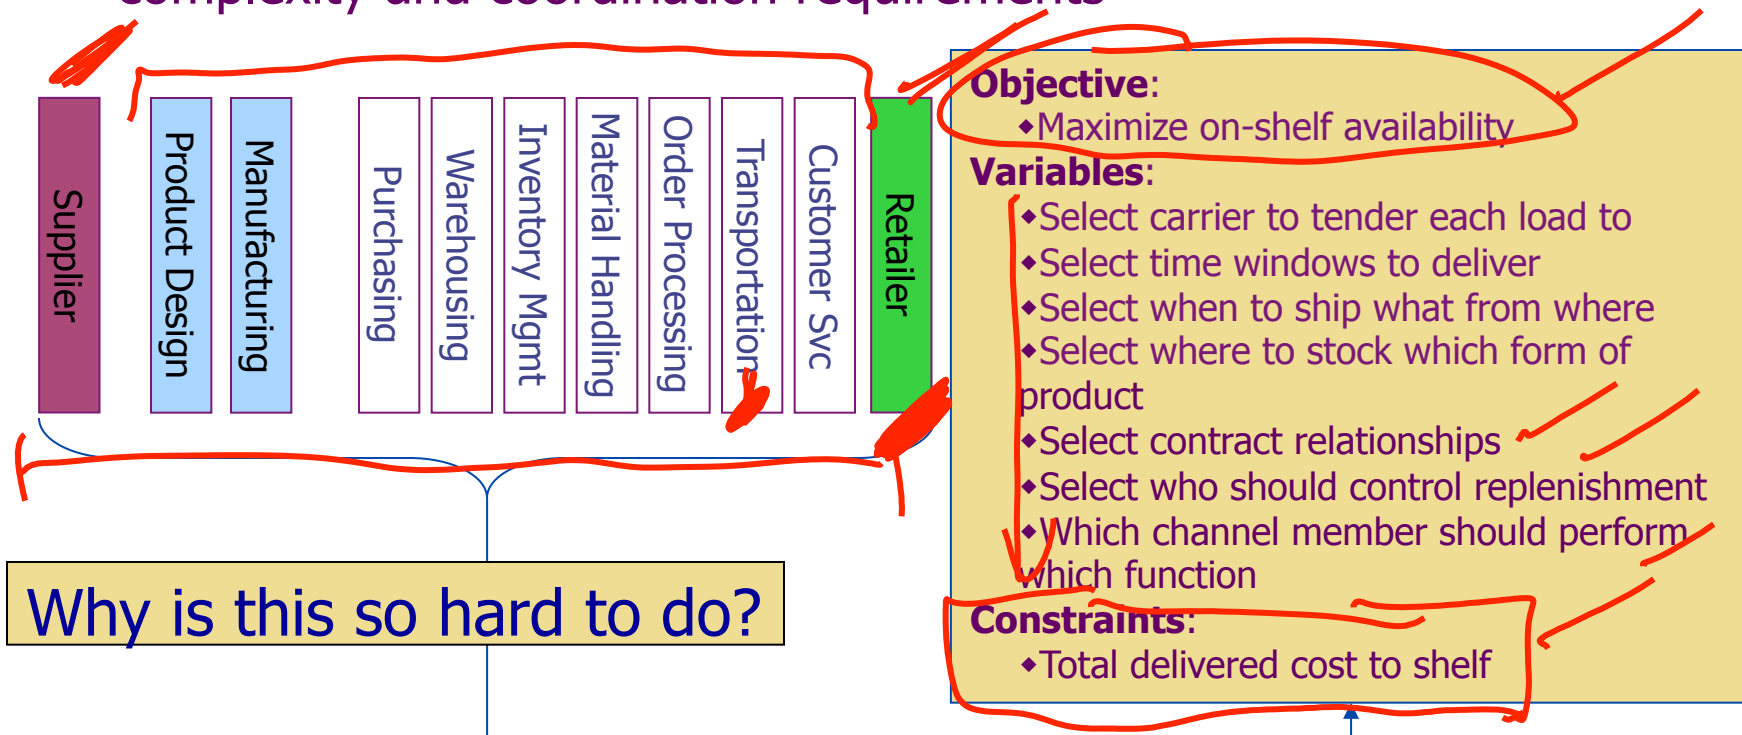 complexity and coordination requirements
Supplier
Product Design
Manufacturing
Purchasing
Warehousing
Inventory Mgmt
Material Handling
Order Processing
Transportation
Customer Svc
Retailer
Why is this so hard to do?
Objective:
◆Maximize on-shelf availability
Variables:
◆Select carrier to tender each load to
◆Select time windows to deliver
◆Select when to ship what from where
◆Select where to stock which form of
product
◆Select contract relationships
◆Select who should control replenishment
◆Which channel member should perform
which function
Constraints:
◆Total delivered cost to shelf